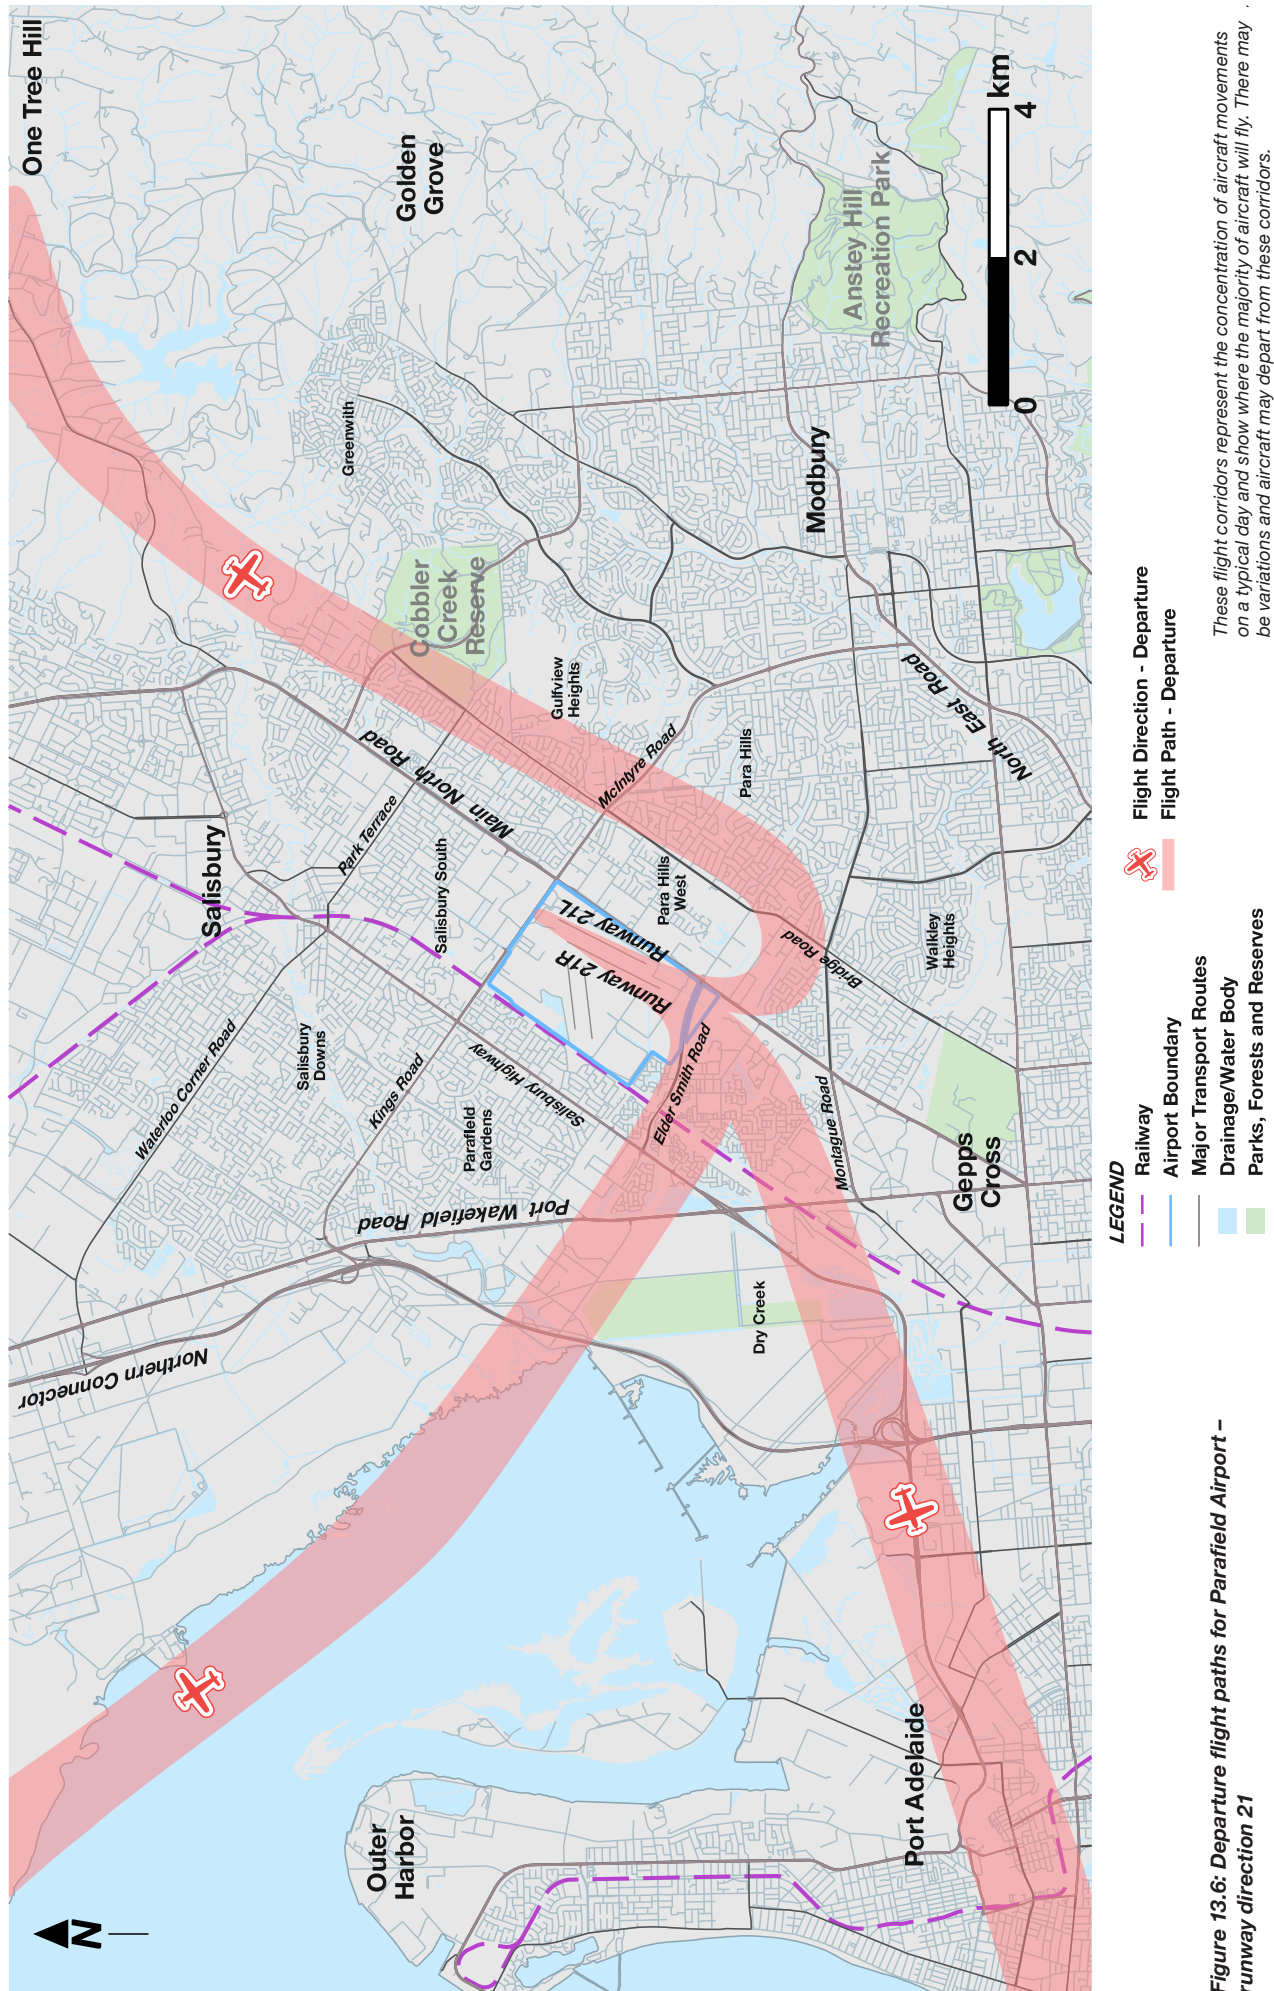 One Tree Hill
Golden
Grove
Greenwith
Anstey Hill
Recreation Park
Cobbler
Creek
Reserve
Modbury
Gulfview
Heights
McIntyre Road
Para Hills
North East Road
Main North Road
Park Terrace
Salisbury
Salisbury South
Para Hills
West
Runway 21L
Runway 21R
Bridge Road
Walkley
Heights
Waterloo Corner Road
Salisbury
Downs
Kings Road
Salisbury Highway
Parafield
Gardens
Elder Smith Road
Montague Road
Gepps
Cross
Port Wakefield Road
Northern Connector
Dry Creek
Port Adelaide
Outer
Harbor
N
0 2 4 km
LEGEND
Railway
Airport Boundary
Major Transport Routes
Drainage/Water Body
Parks, Forests and Reserves
Flight Direction - Departure
Flight Path - Departure
These flight corridors represent the concentration of aircraft movements
on a typical day and show where the majority of aircraft will fly. There may
be variations and aircraft may depart from these corridors.
Figure 13.6: Departure flight paths for Parafield Airport –
runway direction 21